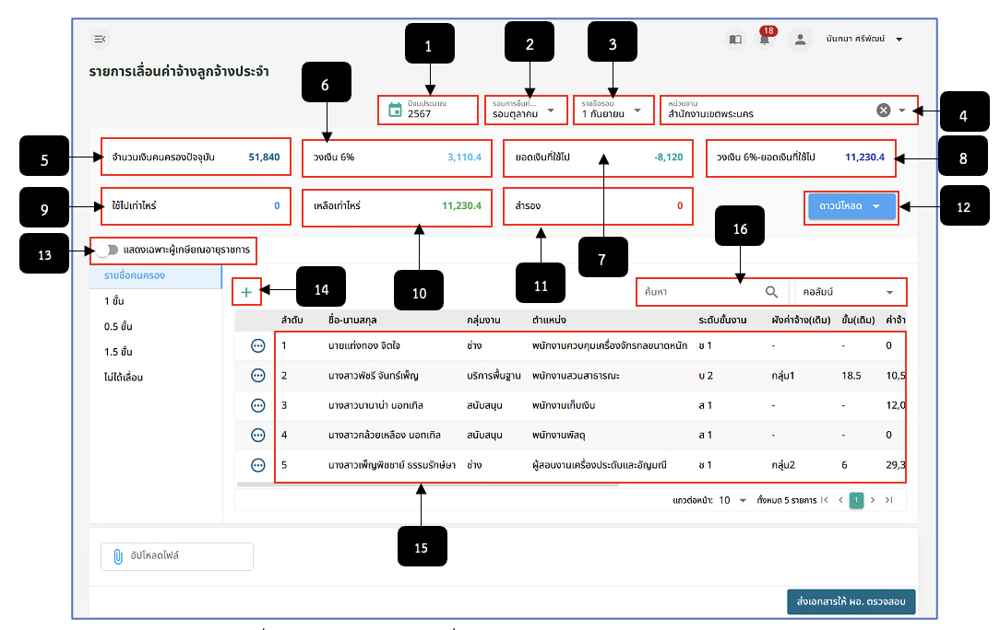 1
2
3
18
นันทนา ศรีพัฒน์
รายการเลื่อนค่าจ้างลูกจ้างประจำ
6
ปีงบประมาณ
2567
รอบการขึ้นค่...
รอบตุลาคม
รายชื่อรอบ
1 กันยายน
หน่วยงาน
สำนักงานเขตพระนคร
4
5
จำนวนเงินคนครองปัจจุบัน 51,840
วงเงิน 6% 3,110.4
ยอดเงินที่ใช้ไป -8,120
วงเงิน 6%-ยอดเงินที่ใช้ไป 11,230.4
8
9
ใช้ไปเท่าไหร่ 0
เหลือเท่าไหร่ 11,230.4
สำรอง 0
ดาวน์โหลด
12
16
13
แสดงเฉพาะผู้เกษียณอายุราชการ
7
14
10
11
รายชื่อคนครอง
1 ขั้น
0.5 ขั้น
1.5 ขั้น
ไม่ได้เลื่อน
+
ค้นหา
คอลัมน์
ลำดับ ชื่อ-นามสกุล กลุ่มงาน ตำแหน่ง ระดับชั้นงาน ผังค่าจ้าง(เดิม) ขั้น(เดิม) ค่าจ้า
1 นายแท่งทอง จิตใจ ช่าง พนักงานควบคุมเครื่องจักรกลขนาดหนัก ช 1 - - 0
2 นางสาวพัชรี จันทร์เพ็ญ บริการพื้นฐาน พนักงานสวนสาธารณะ บ 2 กลุ่ม1 18.5 10,5
3 นางสาวบานาน่า นอทเทิล สนับสนุน พนักงานเก็บเงิน ส 1 - - 12,0
4 นางสาวกล้วยเหลือง นอทเทิล สนับสนุน พนักงานพัสดุ ส 1 - - 0
5 นางสาวเพ็ญพิชชาย์ ธรรมรักษ์ษา ช่าง ผู้สอนงานเครื่องประดับและอัญมณี ช 1 กลุ่ม2 6 29,3
แถวต่อหน้า: 10 ทั้งหมด 5 รายการ 1
15
อัปโหลดไฟล์
ส่งเอกสารให้ ผอ. ตรวจสอบ